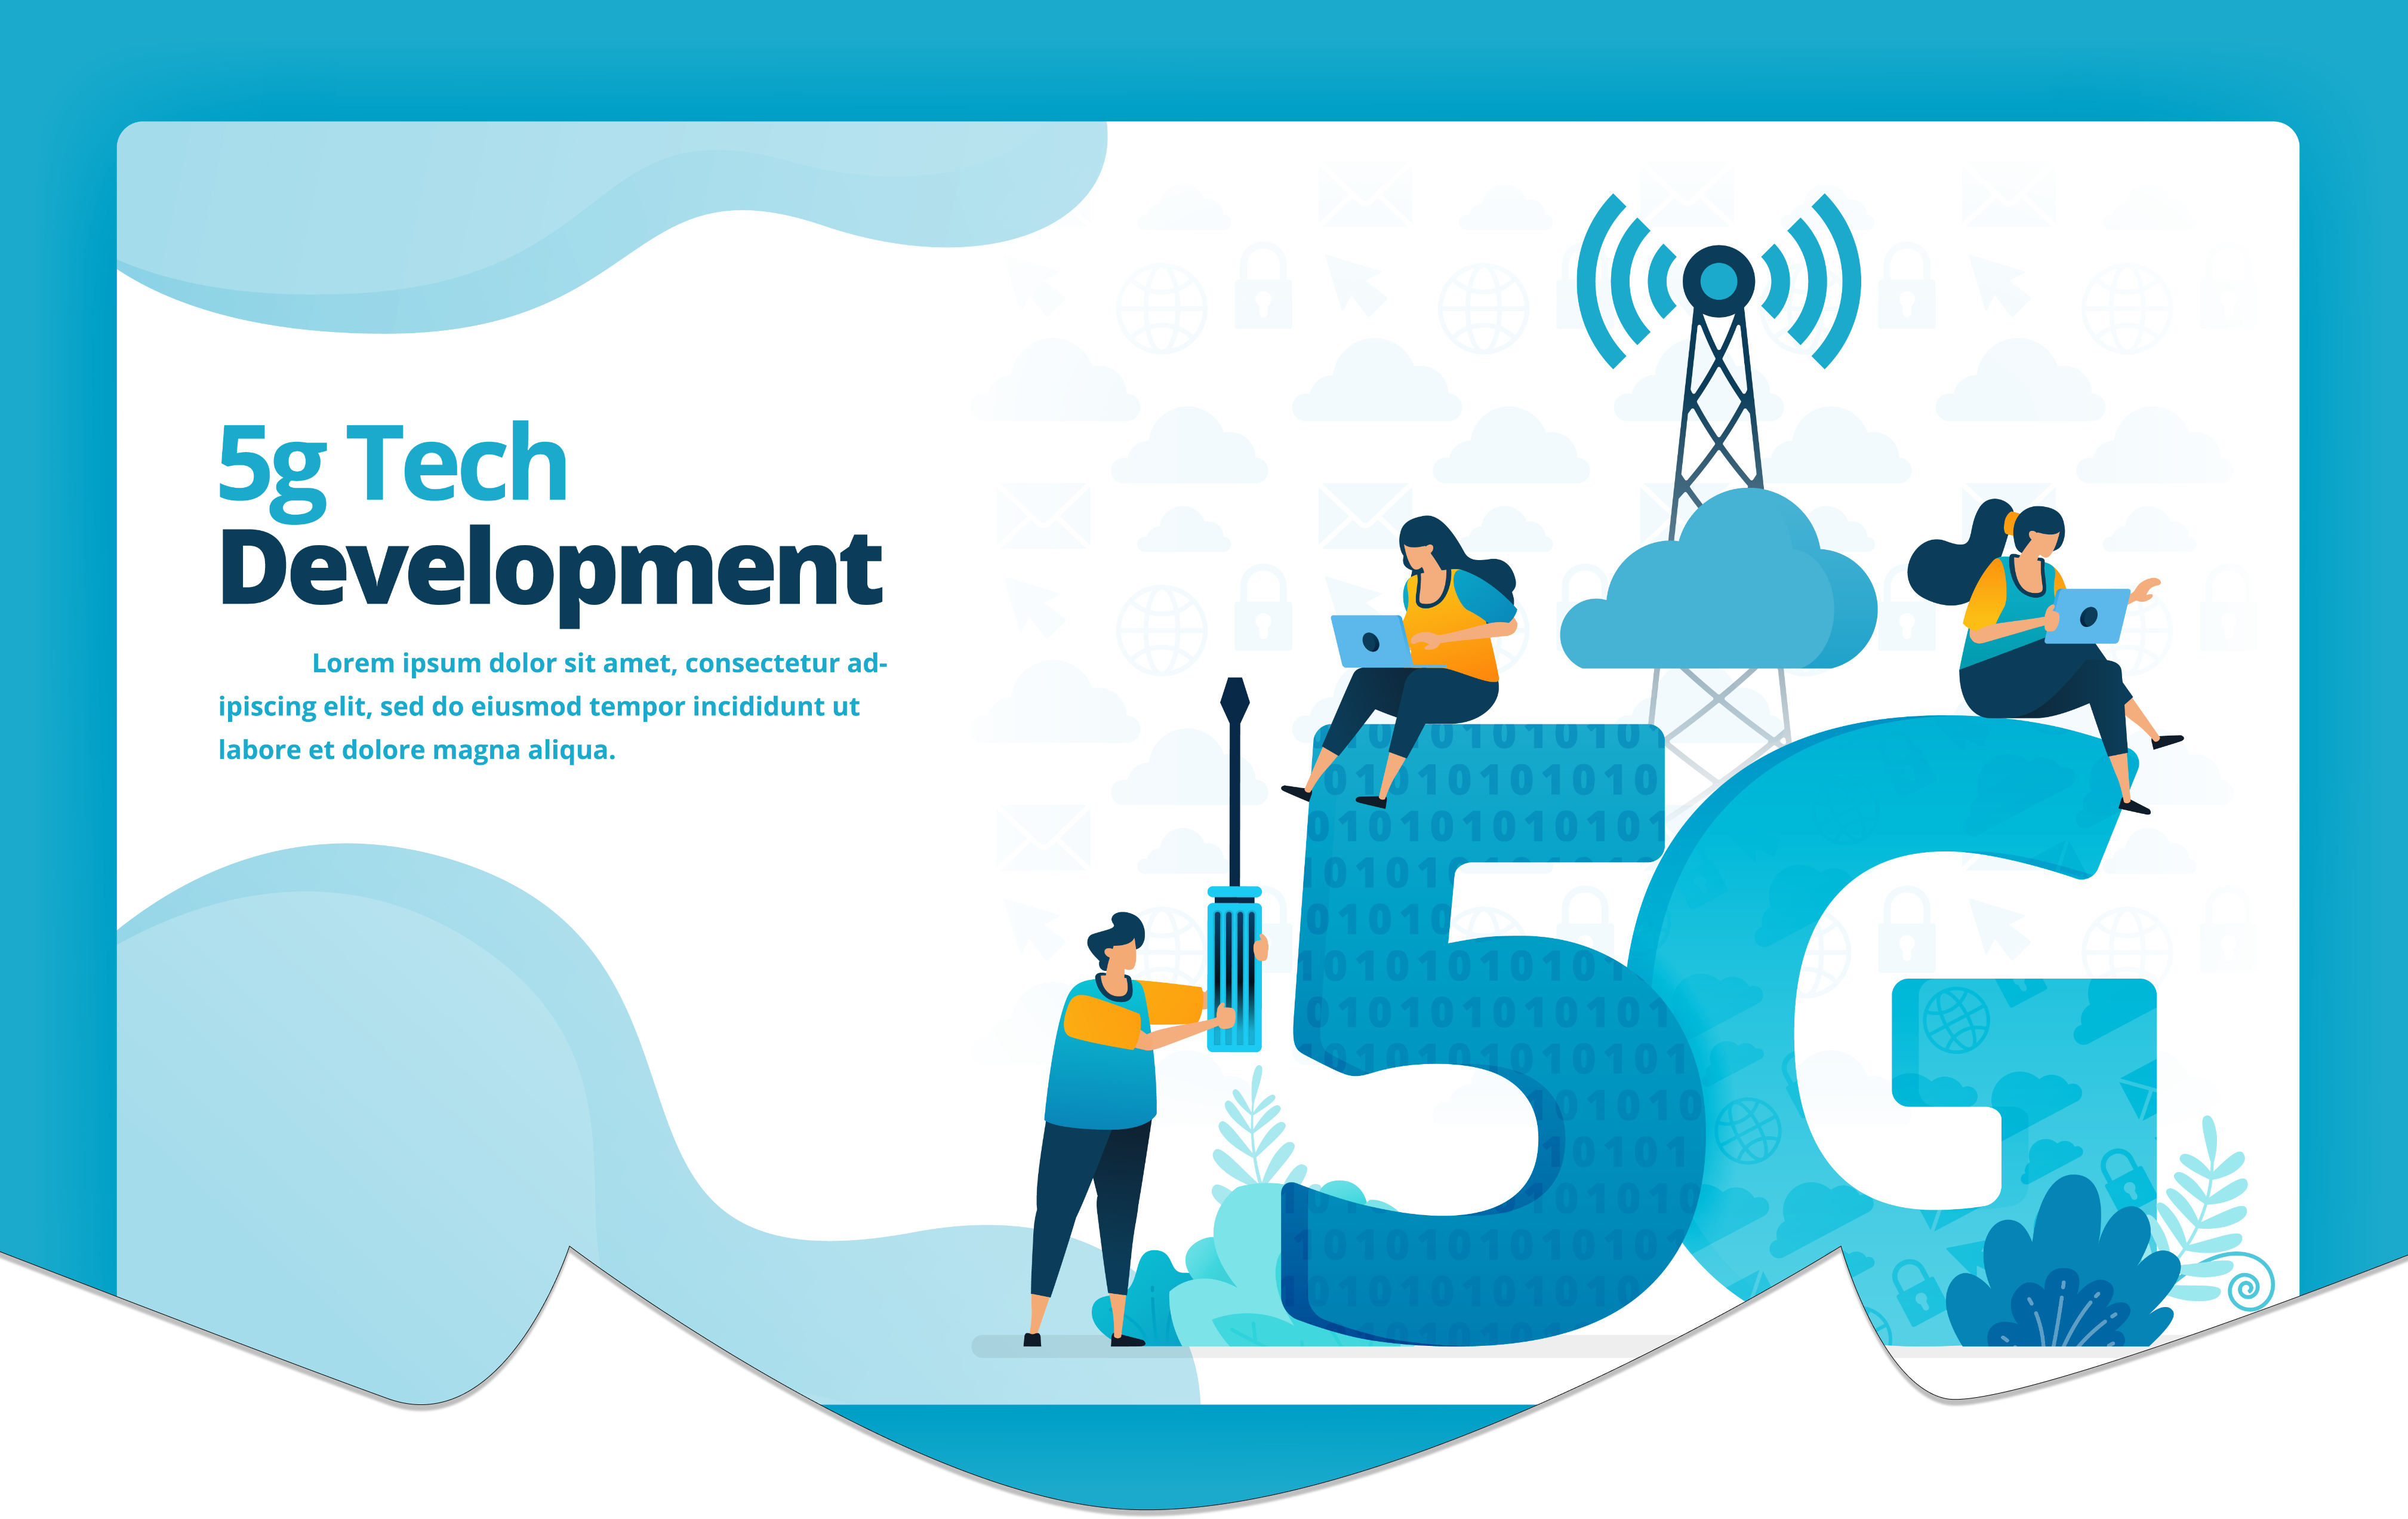 5g Tech
Development
Lorem ipsum dolor sit amet, consectetur ad-
ipiscing elit, sed do eiusmod tempor incididunt ut
labore et dolore magna aliqua.
5G